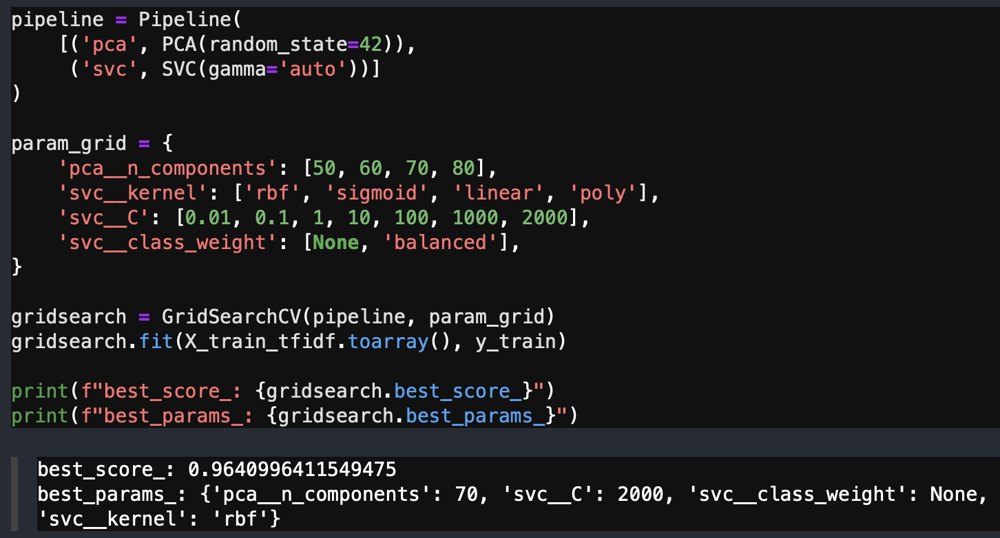 pipeline = Pipeline(
    [('pca', PCA(random_state=42)),
     ('svc', SVC(gamma='auto'))]
)

param_grid = {
    'pca__n_components': [50, 60, 70, 80],
    'svc__kernel': ['rbf', 'sigmoid', 'linear', 'poly'],
    'svc__C': [0.01, 0.1, 1, 10, 100, 1000, 2000],
    'svc__class_weight': [None, 'balanced'],
}

gridsearch = GridSearchCV(pipeline, param_grid)
gridsearch.fit(X_train_tfidf.toarray(), y_train)

print(f"best_score_: {gridsearch.best_score_}")
print(f"best_params_: {gridsearch.best_params_}")

best_score_: 0.9640996411549475
best_params_: {'pca__n_components': 70, 'svc__C': 2000, 'svc__class_weight': None,
'svc__kernel': 'rbf'}